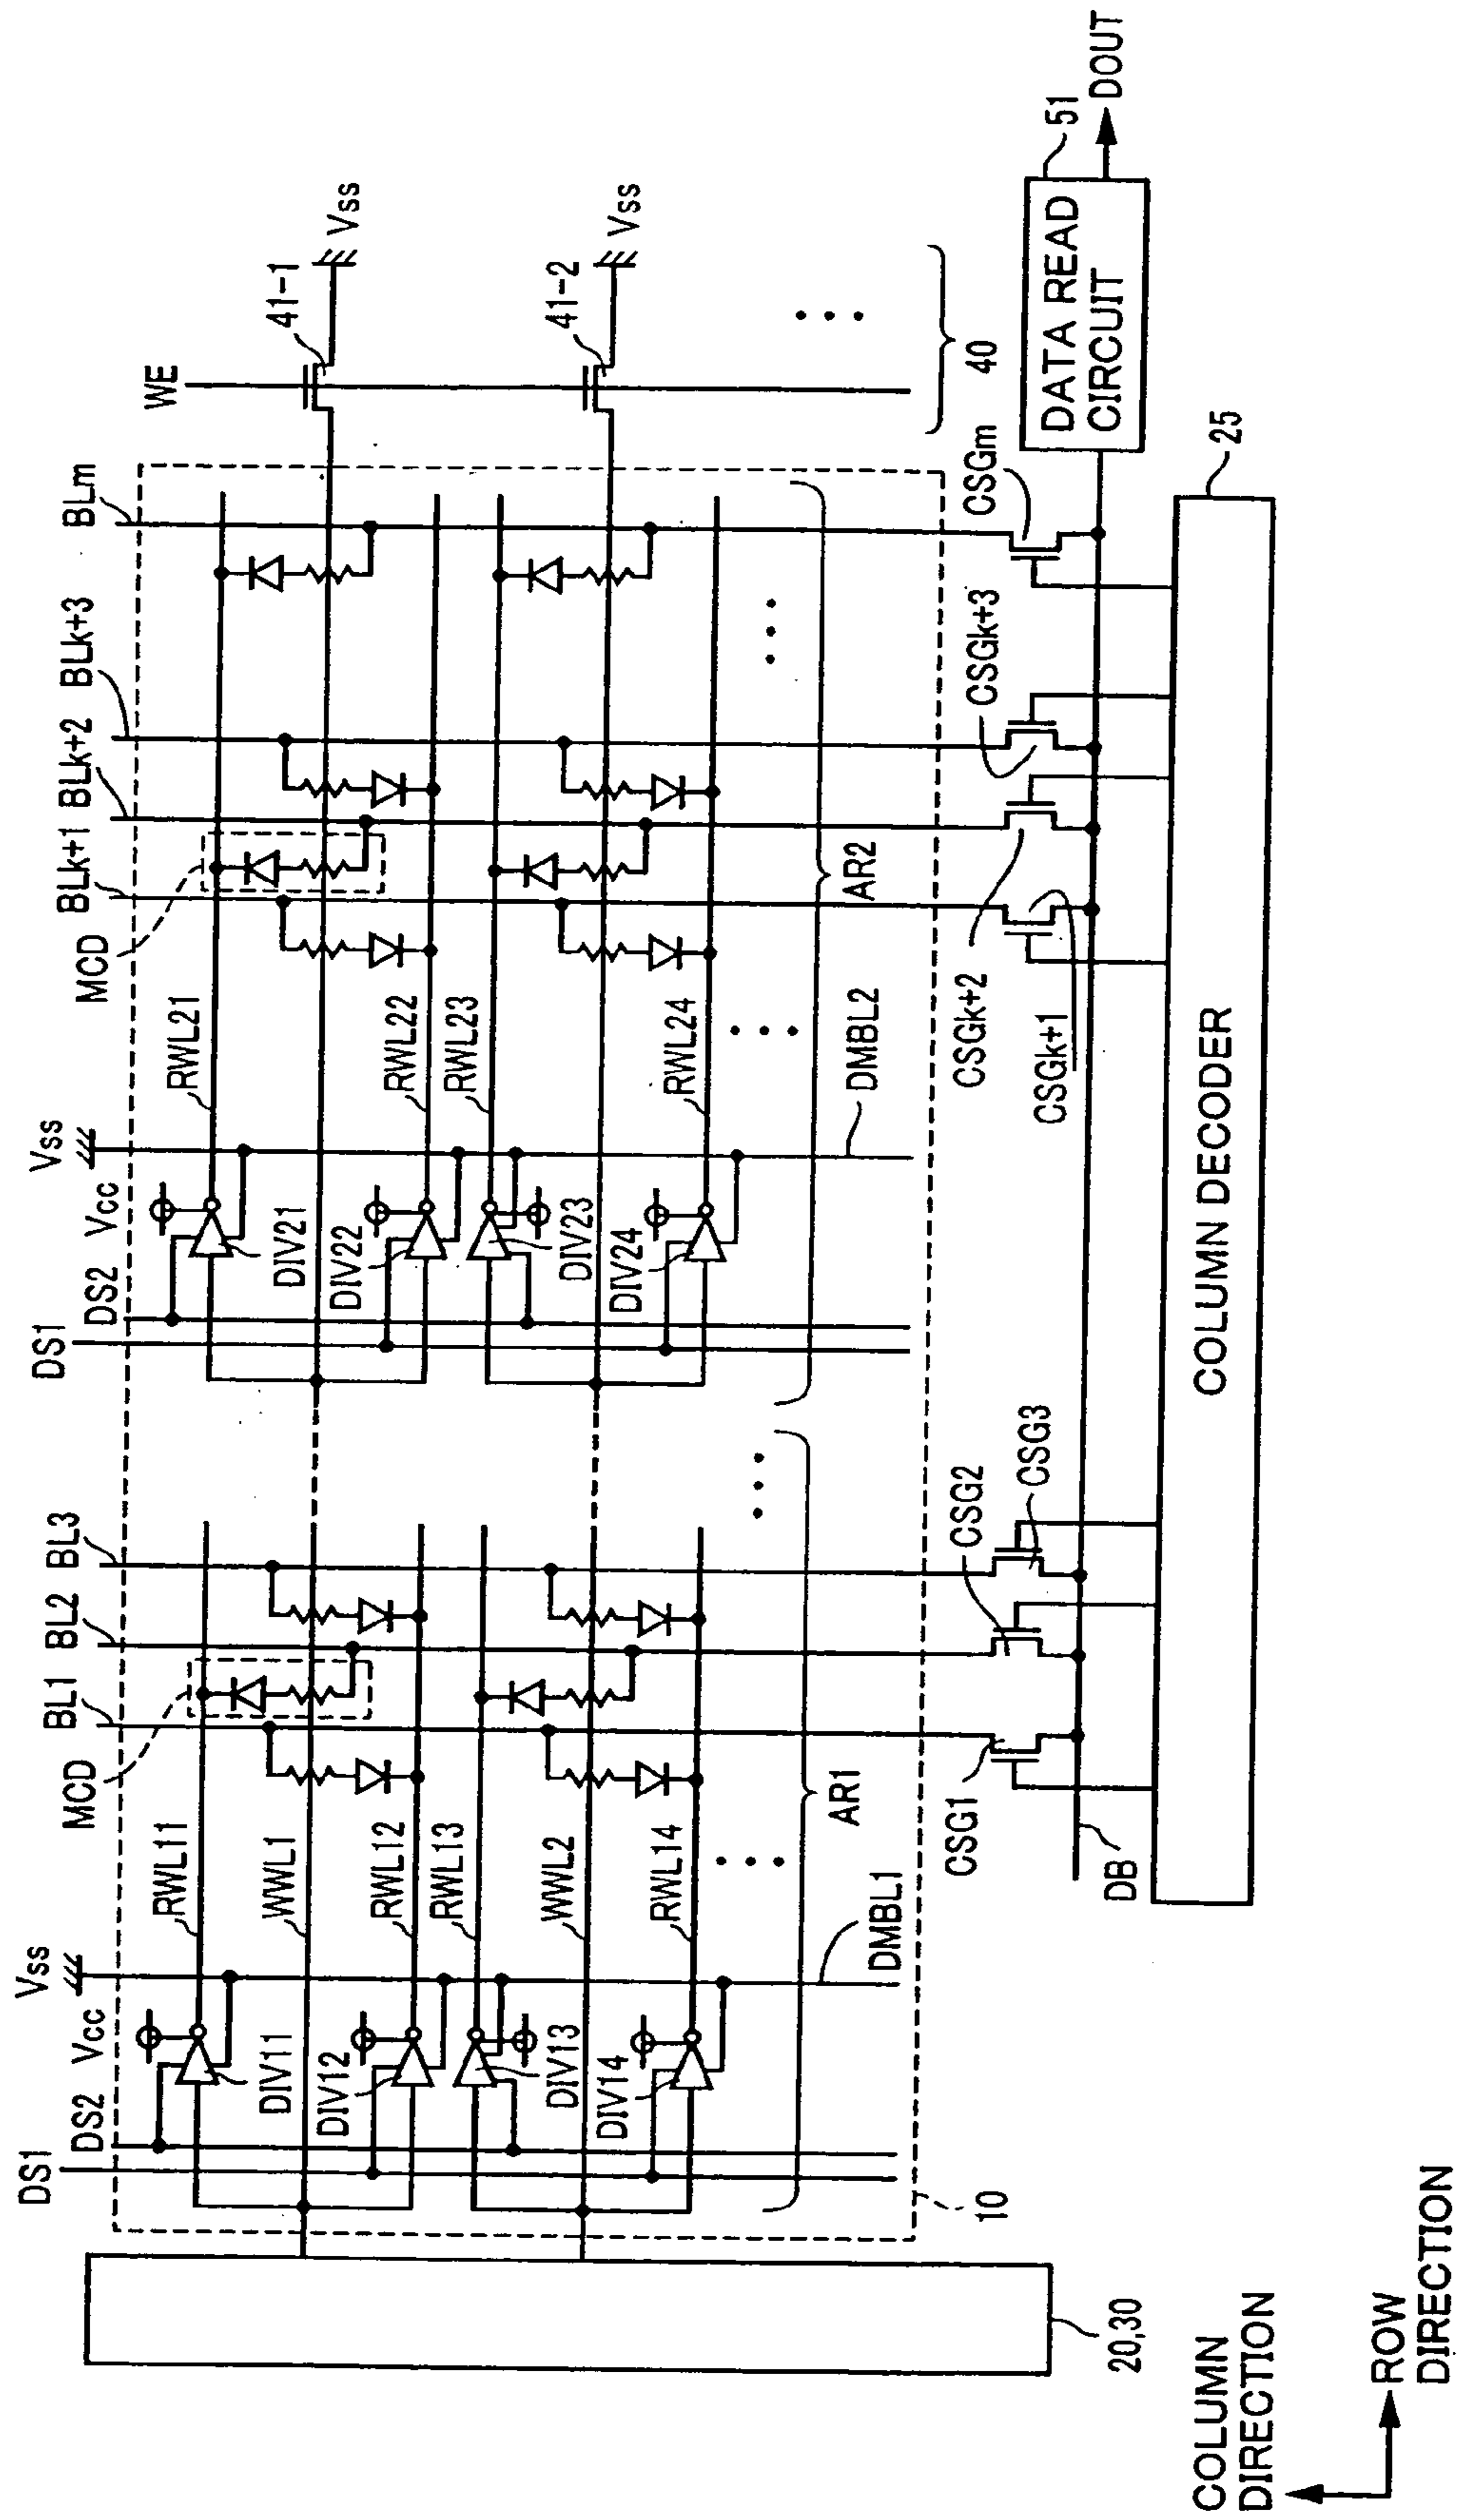 DS1
DS2
Vcc
Vss
MCD
BL1
BL2
BL3
DS1
DS2
Vcc
Vss
MCD
BLk+1
BLk+2
BLk+3
BLm
WE
RWL11
DIV11
WWL1
DIV12
RWL12
RWL13
DIV13
WWL2
DIV14
RWL14
DMBL1
AR1
RWL21
DIV21
DIV22
RWL22
RWL23
DIV23
DIV24
RWL24
DMBL2
AR2
41-1
Vss
41-2
Vss
40
10
20,30
CSG1
CSG2
CSG3
CSGk+2
CSGk+1
CSGk+3
CSGm
DB
DATA READ
CIRCUIT
51
DOUT
COLUMN DECODER
25
COLUMN
DIRECTION
ROW
DIRECTION